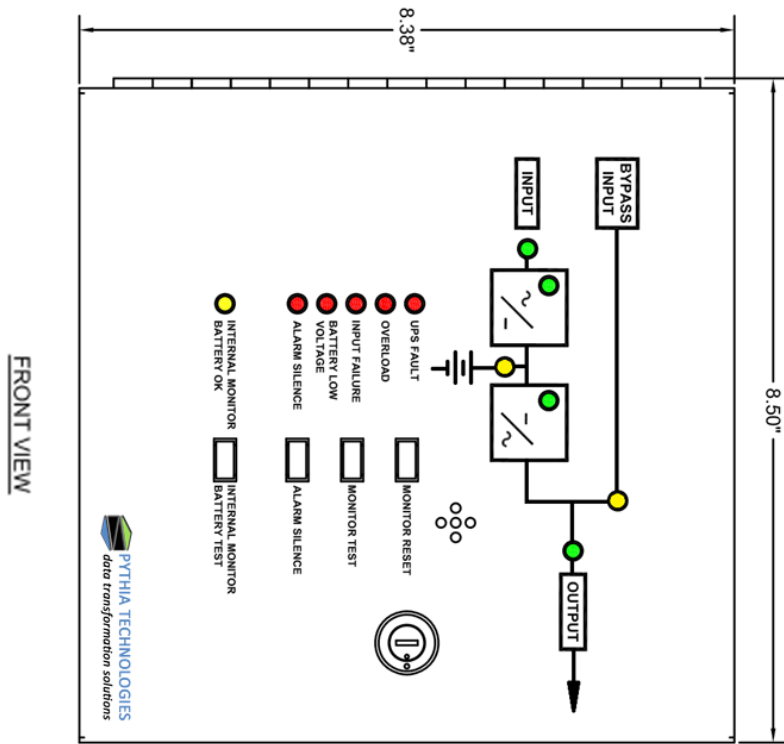 8.50"
8.38"
BYPASS
INPUT
INPUT
OUTPUT
UPS FAULT
OVERLOAD
INPUT FAILURE
BATTERY LOW
VOLTAGE
ALARM SILENCE
INTERNAL MONITOR
BATTERY OK
MONITOR RESET
MONITOR TEST
ALARM SILENCE
INTERNAL MONITOR
BATTERY TEST
PYTHIA TECHNOLOGIES
data transformation solutions
FRONT VIEW